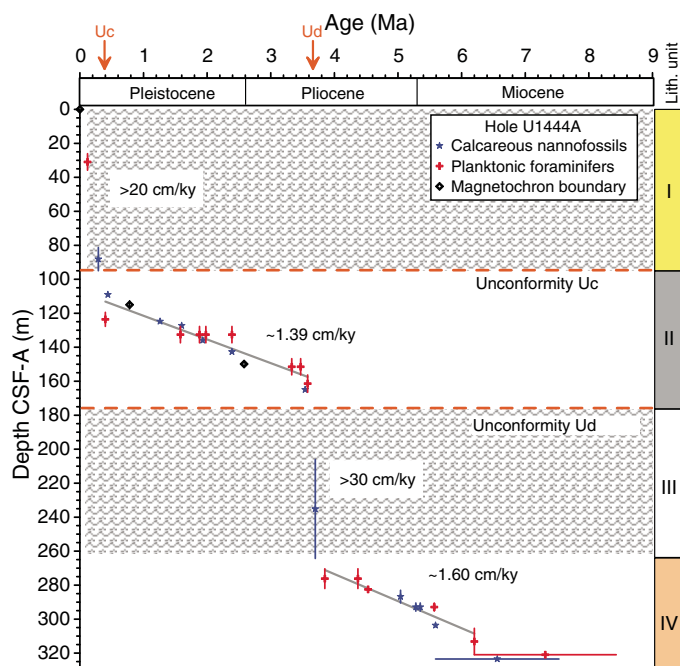 Age (Ma)
Uc
Ud
0 1 2 3 4 5 6 7 8 9
Pleistocene Pliocene Miocene
Lith. unit
Depth CSF-A (m)
0
20
40
60
80
100
120
140
160
180
200
220
240
260
280
300
320
Hole U1444A
Calcareous nannofossils
Planktonic foraminifers
Magnetochron boundary
>20 cm/ky
I
Unconformity Uc
~1.39 cm/ky
II
Unconformity Ud
>30 cm/ky
III
~1.60 cm/ky
IV